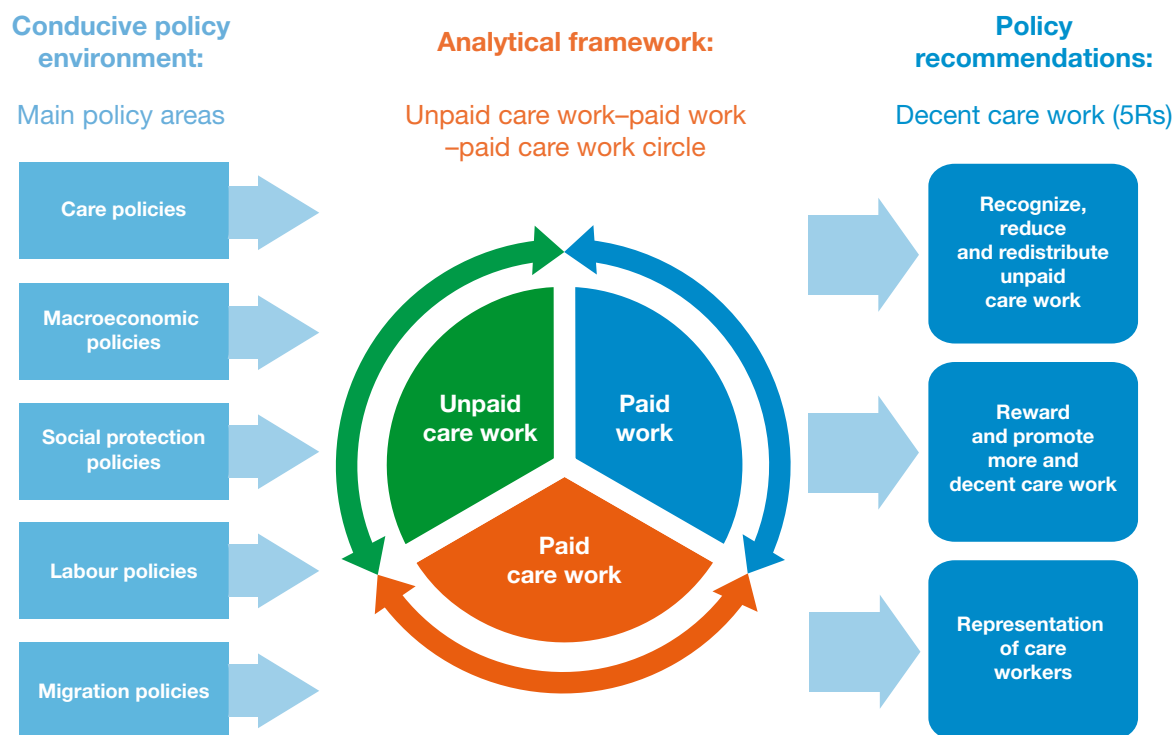 Conducive policy
environment:
Main policy areas
Care policies
Macroeconomic
policies
Social protection
policies
Labour policies
Migration policies
Analytical framework:
Unpaid care work–paid work
–paid care work circle
Unpaid
care work
Paid
work
Paid
care work
Policy
recommendations:
Decent care work (5Rs)
Recognize,
reduce
and redistribute
unpaid
care work
Reward
and promote
more and
decent care work
Representation
of care
workers